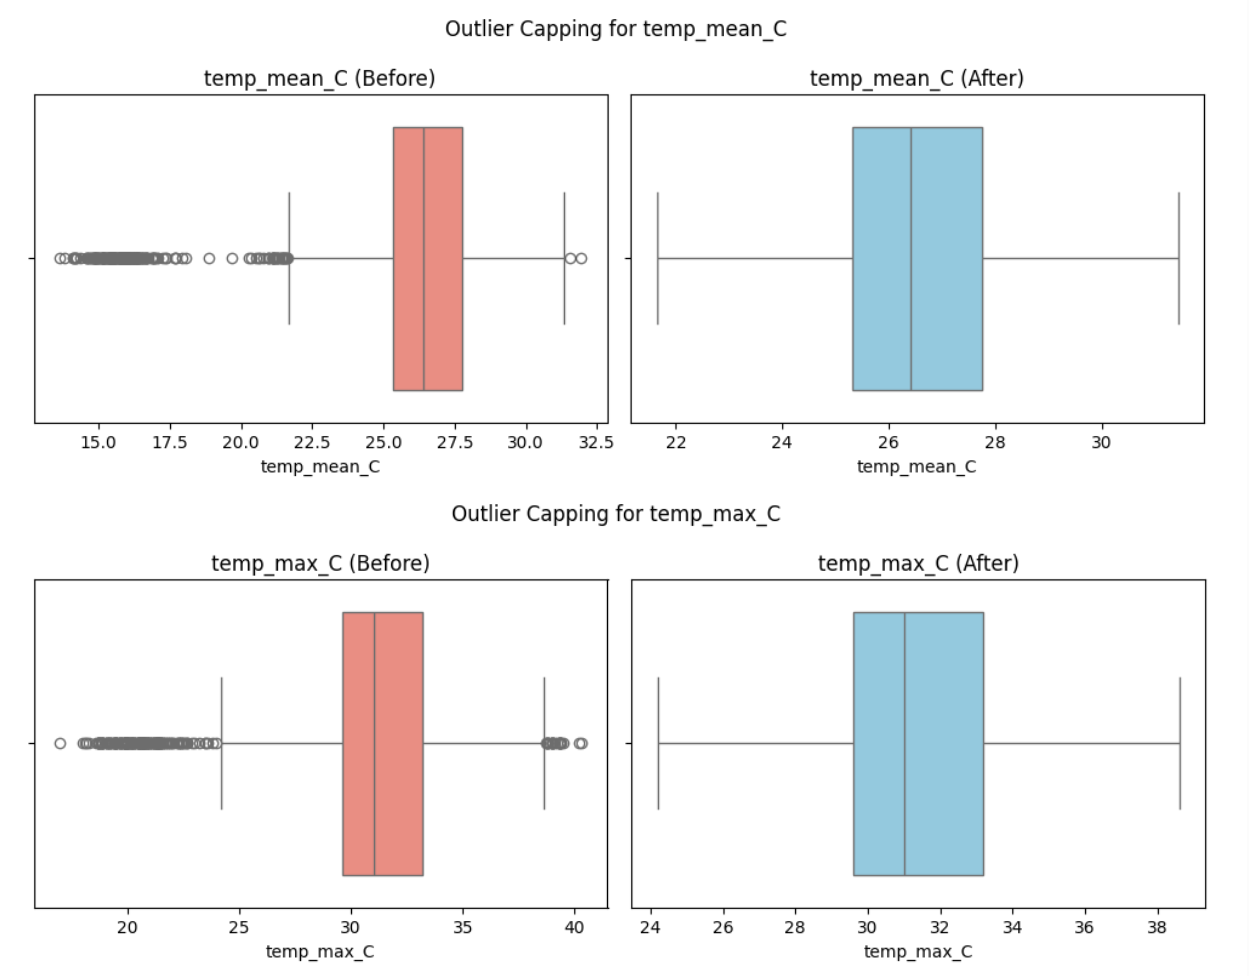 Outlier Capping for temp_mean_C
temp_mean_C (Before)
temp_mean_C (After)
15.0 17.5 20.0 22.5 25.0 27.5 30.0 32.5
22 24 26 28 30
temp_mean_C
temp_mean_C
Outlier Capping for temp_max_C
temp_max_C (Before)
temp_max_C (After)
20 25 30 35 40
24 26 28 30 32 34 36 38
temp_max_C
temp_max_C